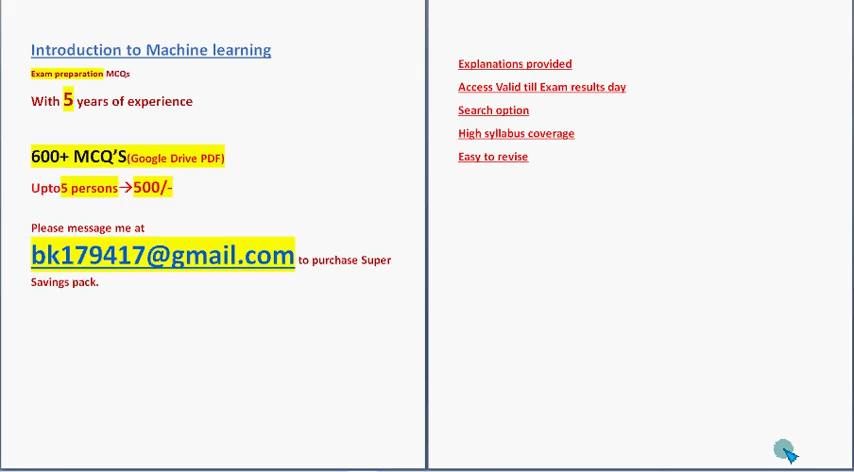 Introduction to Machine learning
Exam preparation MCQs
With 5 years of experience
600+ MCQ’S(Google Drive PDF)
Upto5 persons→500/-
Please message me at
bk179417@gmail.com to purchase Super
Savings pack.
Explanations provided
Access Valid till Exam results day
Search option
High syllabus coverage
Easy to revise